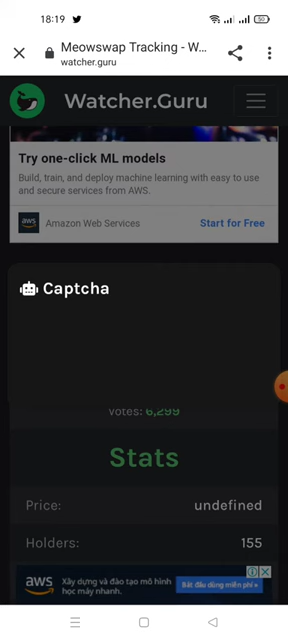 18:19
50
Meowswap Tracking - W...
watcher.guru
Watcher.Guru
Try one-click ML models
Build, train, and deploy machine learning with easy to
use and secure services from AWS.
aws
Amazon Web Services
Start for Free
Captcha
Votes: 6,299
Stats
Price: undefined
Holders: 155
aws
Xây dựng và đào tạo mô hình
học máy nhanh.
Bắt đầu dùng miễn phí »